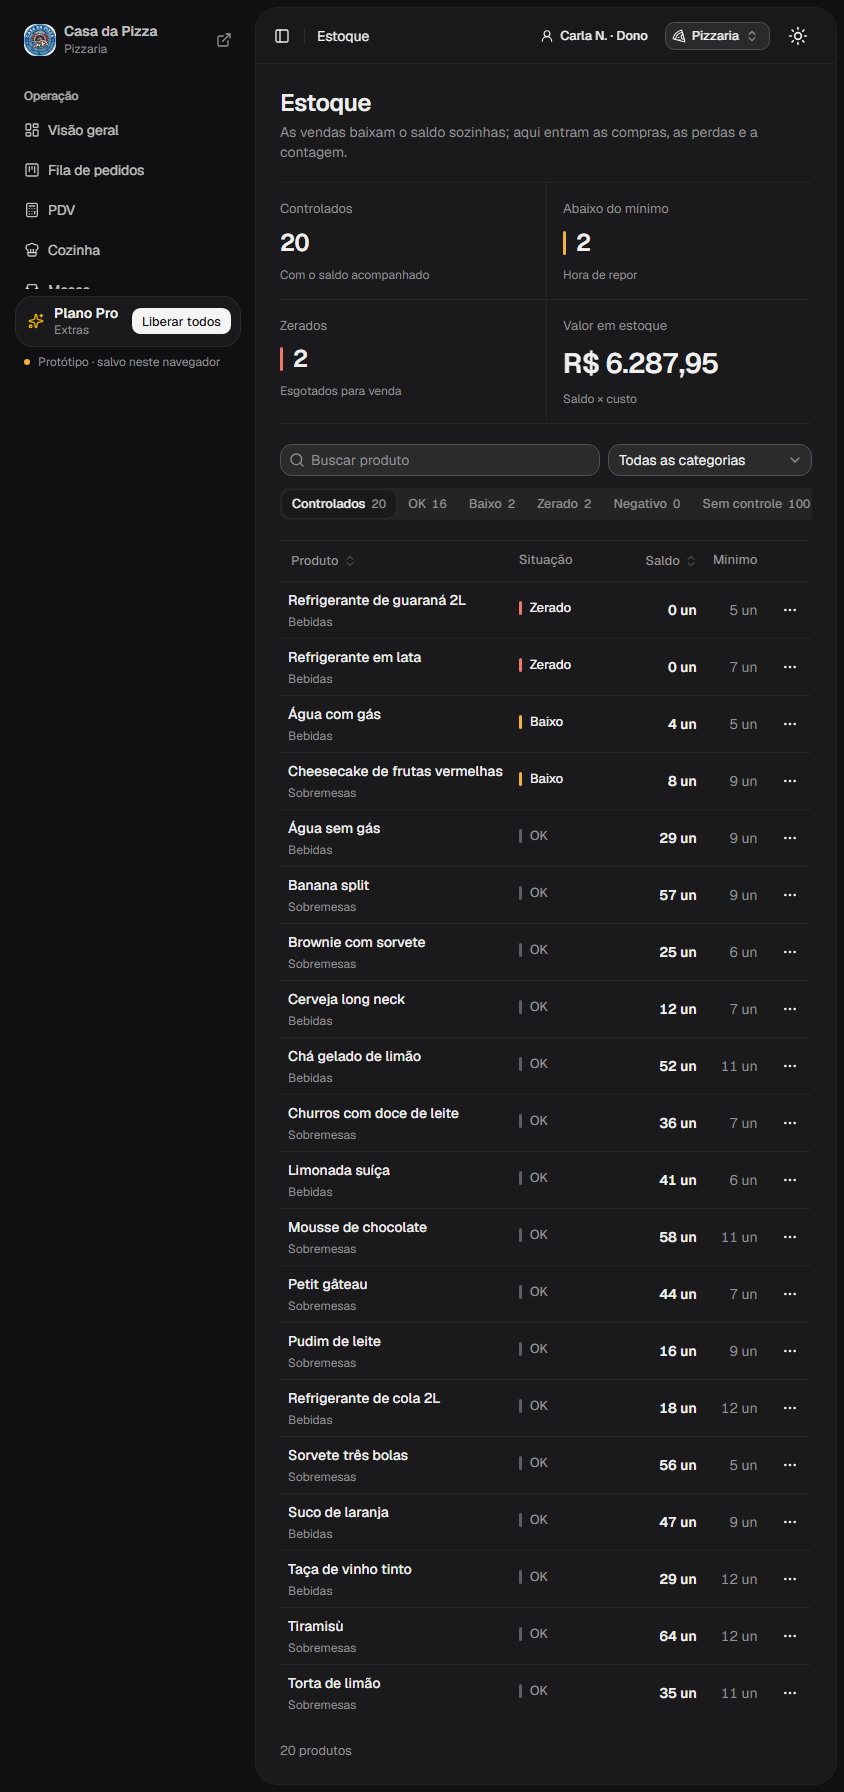 Casa da Pizza
Pizzaria
Operação
Visão geral
Fila de pedidos
PDV
Cozinha
Plano Pro
Extras
Liberar todos
Protótipo · salvo neste navegador
Estoque
Carla N. · Dono
Pizzaria
Estoque
As vendas baixam o saldo sozinhas; aqui entram as compras, as perdas e a
contagem.
Controlados
20
Com o saldo acompanhado
Abaixo do mínimo
2
Hora de repor
Zerados
2
Esgotados para venda
Valor em estoque
R$ 6.287,95
Saldo × custo
Buscar produto
Todas as categorias
Controlados 20 OK 16 Baixo 2 Zerado 2 Negativo 0 Sem controle 100
Produto Situação Saldo Mínimo
Refrigerante de guaraná 2L
Bebidas
Zerado 0 un 5 un
Refrigerante em lata
Bebidas
Zerado 0 un 7 un
Água com gás
Bebidas
Baixo 4 un 5 un
Cheesecake de frutas vermelhas
Sobremesas
Baixo 8 un 9 un
Água sem gás
Bebidas
OK 29 un 9 un
Banana split
Sobremesas
OK 57 un 9 un
Brownie com sorvete
Sobremesas
OK 25 un 6 un
Cerveja long neck
Bebidas
OK 12 un 7 un
Chá gelado de limão
Bebidas
OK 52 un 11 un
Churros com doce de leite
Sobremesas
OK 36 un 7 un
Limonada suíça
Bebidas
OK 41 un 6 un
Mousse de chocolate
Sobremesas
OK 58 un 11 un
Petit gâteau
Sobremesas
OK 44 un 7 un
Pudim de leite
Sobremesas
OK 16 un 9 un
Refrigerante de cola 2L
Bebidas
OK 18 un 12 un
Sorvete três bolas
Sobremesas
OK 56 un 5 un
Suco de laranja
Bebidas
OK 47 un 9 un
Taça de vinho tinto
Bebidas
OK 29 un 12 un
Tiramisù
Sobremesas
OK 64 un 12 un
Torta de limão
Sobremesas
OK 35 un 11 un
20 produtos